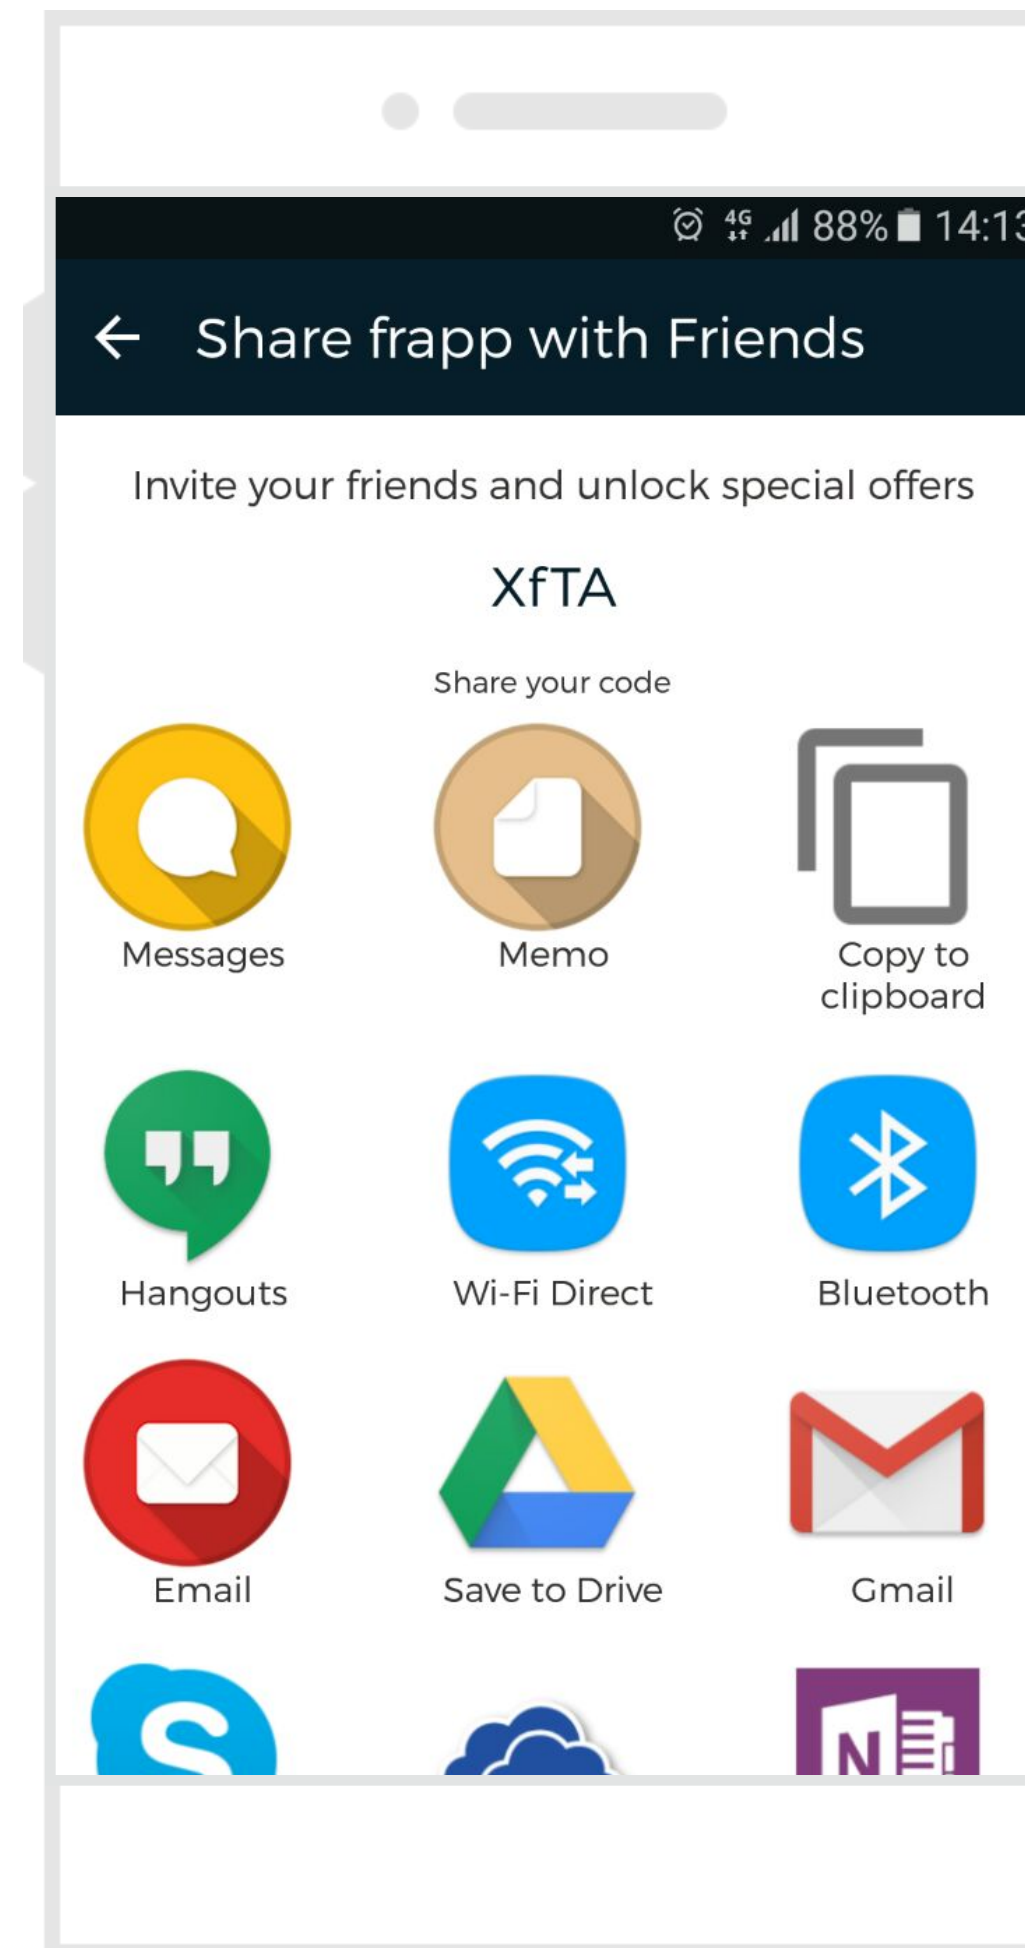 4G 88% 14:13
Share frapp with Friends
Invite your friends and unlock special offers
XfTA
Share your code
Messages Memo Copy to
clipboard
Hangouts Wi-Fi Direct Bluetooth
Email Save to Drive Gmail
S N